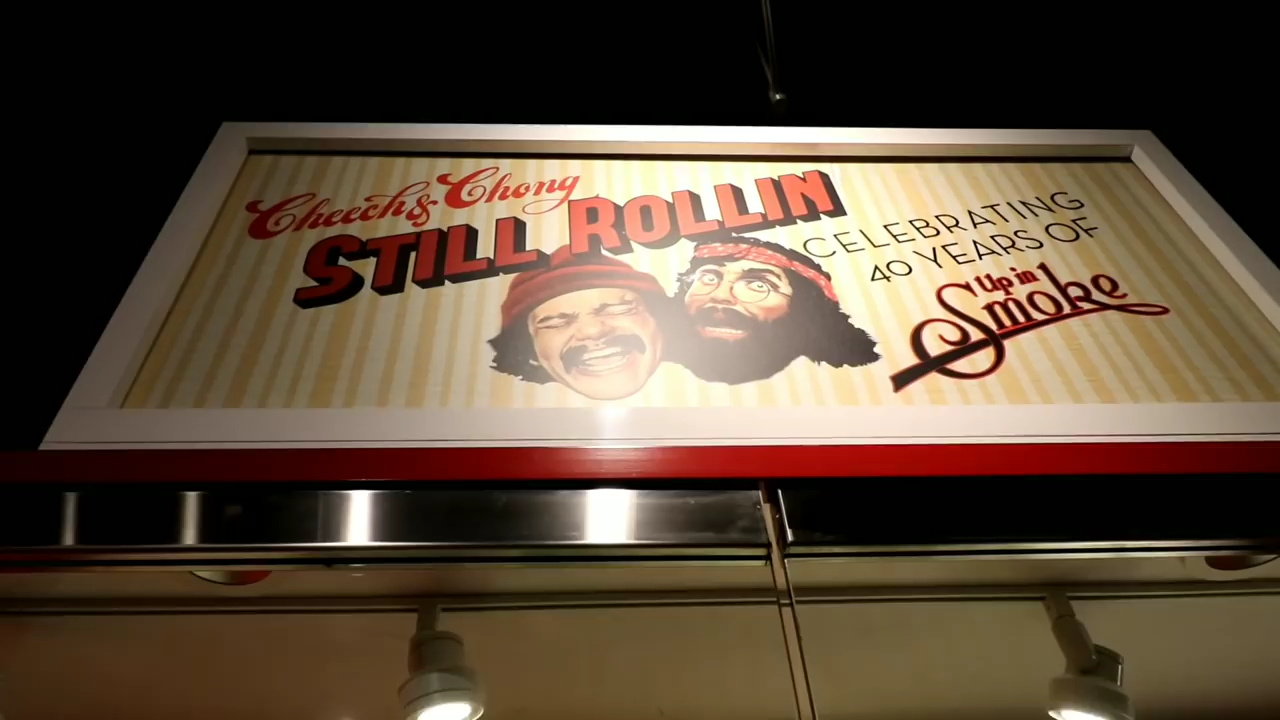 Cheech & Chong
STILL ROLLIN
CELEBRATING
40 YEARS OF
Up in
Smoke